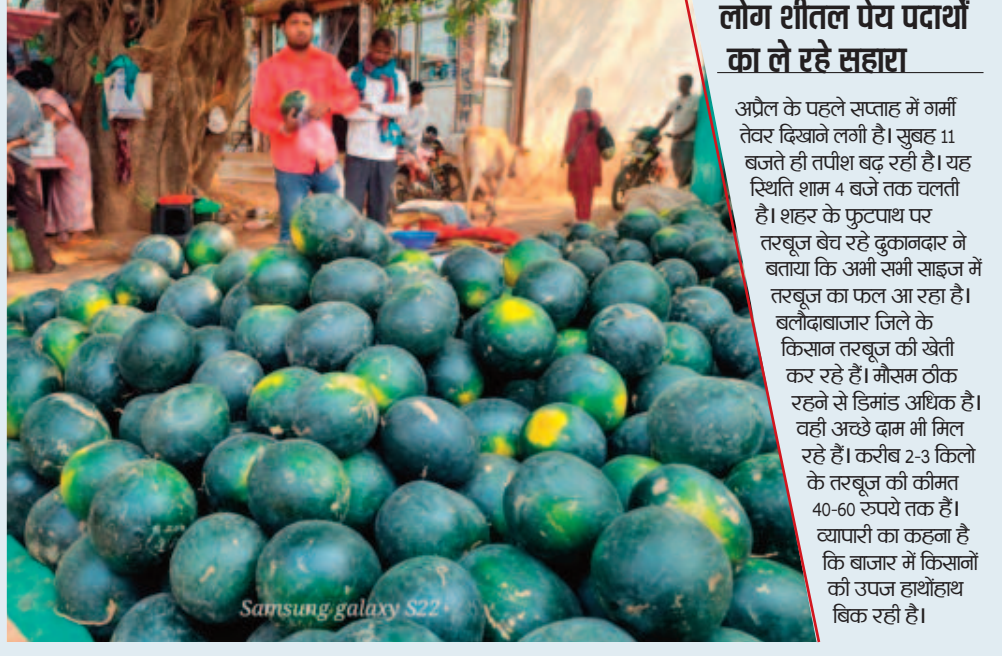 लोग शीतल पेय पदार्थों
का ले रहे सहारा
अप्रैल के पहले सप्ताह में गर्मी
तेवर दिखाने लगी है। सुबह 11
बजते ही तपीश बढ़ रही है। यह
स्थिति शाम 4 बजे तक चलती
है। शहर के फुटपाथ पर
तरबूज बेच रहे दुकानदार ने
बताया कि अभी सभी साइज में
तरबूज का फल आ रहा है।
बलौदाबाजार जिले के
किसान तरबूज की खेती
कर रहे हैं। मौसम ठीक
रहने से डिमांड अधिक है।
वही अच्छे दाम भी मिल
रहे हैं। करीब 2-3 किलो
के तरबूज की कीमत
40-60 रुपये तक हैं।
व्यापारी का कहना है
कि बाजार में किसानों
की उपज हाथोंहाथ
बिक रही है।
Samsung galaxy S22